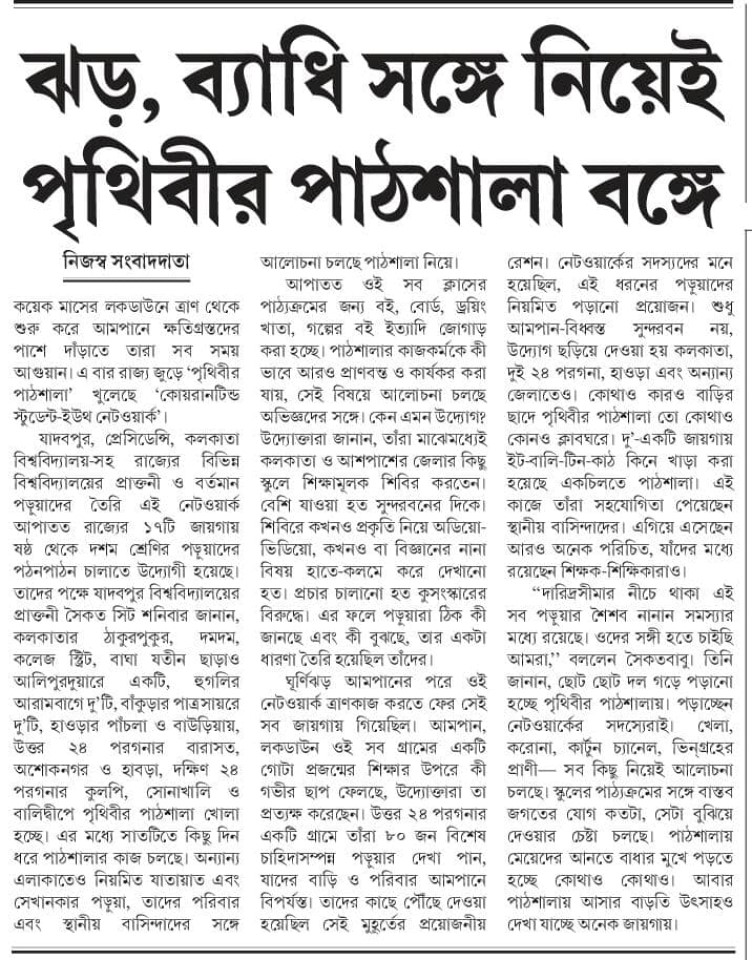 ঝড়, ব্যাধি সঙ্গে নিয়েই
পৃথিবীর পাঠশালা বঙ্গে
নিজস্ব সংবাদদাতা
কয়েক মাসের লকডাউনে ত্রাণ থেকে
শুরু করে আমপানে ক্ষতিগ্রস্তদের
পাশে দাঁড়াতে তারা সব সময়
আগুয়ান। এ বার রাজ্য জুড়ে ‘পৃথিবীর
পাঠশালা’ খুলেছে ‘কোয়রানটিন্ড
স্টুডেন্ট-ইউথ নেটওয়ার্ক’।
যাদবপুর, প্রেসিডেন্সি, কলকাতা
বিশ্ববিদ্যালয়-সহ রাজ্যের বিভিন্ন
বিশ্ববিদ্যালয়ের প্রাক্তনী ও বর্তমান
পড়ুয়াদের তৈরি এই নেটওয়ার্ক
আপাতত রাজ্যের ১৭টি জায়গায়
ষষ্ঠ থেকে দশম শ্রেণির পড়ুয়াদের
পঠনপাঠন চালাতে উদ্যোগী হয়েছে।
তাদের পক্ষে যাদবপুর বিশ্ববিদ্যালয়ের
প্রাক্তনী সৈকত সিট শনিবার জানান,
কলকাতার ঠাকুরপুকুর, দমদম,
কলেজ স্ট্রিট, বাঘা যতীন ছাড়াও
আলিপুরদুয়ারে একটি, হুগলির
আরামবাগে দু’টি, বাঁকুড়ার পাত্রসায়রে
দু’টি, হাওড়ার পাঁচলা ও বাউড়িয়ায়,
উত্তর ২৪ পরগনার বারাসত,
অশোকনগর ও হাবড়া, দক্ষিণ ২৪
পরগনার কুলপি, সোনাখালি ও
বালিদ্বীপে পৃথিবীর পাঠশালা খোলা
হচ্ছে। এর মধ্যে সাতটিতে কিছু দিন
ধরে পাঠশালার কাজ চলছে। অন্যান্য
এলাকাতেও নিয়মিত যাতায়াত এবং
সেখানকার পড়ুয়া, তাদের পরিবার
এবং স্থানীয় বাসিন্দাদের সঙ্গে
আলোচনা চলছে পাঠশালা নিয়ে।
আপাতত ওই সব ক্লাসের
পাঠ্যক্রমের জন্য বই, বোর্ড, ড্রয়িং
খাতা, গল্পের বই ইত্যাদি জোগাড়
করা হচ্ছে। পাঠশালার কাজকর্মকে কী
ভাবে আরও প্রাণবন্ত ও কার্যকর করা
যায়, সেই বিষয়ে আলোচনা চলছে
অভিজ্ঞদের সঙ্গে। কেন এমন উদ্যোগ?
উদ্যোক্তারা জানান, তাঁরা মাঝেমধ্যেই
কলকাতা ও আশপাশের জেলার কিছু
স্কুলে শিক্ষামূলক শিবির করতেন।
বেশি যাওয়া হত সুন্দরবনের দিকে।
শিবিরে কখনও প্রকৃতি নিয়ে অডিয়ো-
ভিডিয়ো, কখনও বা বিজ্ঞানের নানা
বিষয় হাতে-কলমে করে দেখানো
হত। প্রচার চালানো হত কুসংস্কারের
বিরুদ্ধে। এর ফলে পড়ুয়ারা ঠিক কী
জানছে এবং কী বুঝছে, তার একটা
ধারণা তৈরি হয়েছিল তাঁদের।
ঘূর্ণিঝড় আমপানের পরে ওই
নেটওয়ার্ক ত্রাণকাজ করতে ফের সেই
সব জায়গায় গিয়েছিল। আমপান,
লকডাউন ওই সব গ্রামের একটি
গোটা প্রজন্মের শিক্ষার উপরে কী
গভীর ছাপ ফেলছে, উদ্যোক্তারা তা
প্রত্যক্ষ করেছেন। উত্তর ২৪ পরগনার
একটি গ্রামে তাঁরা ৮০ জন বিশেষ
চাহিদাসম্পন্ন পড়ুয়ার দেখা পান,
যাদের বাড়ি ও পরিবার আমপানে
বিপর্যস্ত। তাদের কাছে পৌঁছে দেওয়া
হয়েছিল সেই মুহূর্তের প্রয়োজনীয়
রেশন। নেটওয়ার্কের সদস্যদের মনে
হয়েছিল, এই ধরনের পড়ুয়াদের
নিয়মিত পড়ানো প্রয়োজন। শুধু
আমপান-বিধ্বস্ত সুন্দরবন নয়,
উদ্যোগ ছড়িয়ে দেওয়া হয় কলকাতা,
দুই ২৪ পরগনা, হাওড়া এবং অন্যান্য
জেলাতেও। কোথাও কারও বাড়ির
ছাদে পৃথিবীর পাঠশালা তো কোথাও
কোনও ক্লাবঘরে। দু’-একটি জায়গায়
ইট-বালি-টিন-কাঠ কিনে খাড়া করা
হয়েছে একচিলতে পাঠশালা। এই
কাজে তাঁরা সহযোগিতা পেয়েছেন
স্থানীয় বাসিন্দাদের। এগিয়ে এসেছেন
আরও অনেক পরিচিত, যাঁদের মধ্যে
রয়েছেন শিক্ষক-শিক্ষিকারাও।
“দারিদ্রসীমার নীচে থাকা এই
সব পড়ুয়ার শৈশব নানান সমস্যার
মধ্যে রয়েছে। ওদের সঙ্গী হতে চাইছি
আমরা,” বললেন সৈকতবাবু। তিনি
জানান, ছোট ছোট দল গড়ে পড়ানো
হচ্ছে পৃথিবীর পাঠশালায়। পড়াচ্ছেন
নেটওয়ার্কের সদস্যেরাই। খেলা,
করোনা, কার্টুন চ্যানেল, ভিন্‌গ্রহের
প্রাণী— সব কিছু নিয়েই আলোচনা
চলছে। স্কুলের পাঠ্যক্রমের সঙ্গে বাস্তব
জগতের যোগ কতটা, সেটা বুঝিয়ে
দেওয়ার চেষ্টা চলছে। পাঠশালায়
মেয়েদের আনতে বাধার মুখে পড়তে
হচ্ছে কোথাও কোথাও। আবার
পাঠশালায় আসার বাড়তি উৎসাহও
দেখা যাচ্ছে অনেক জায়গায়।